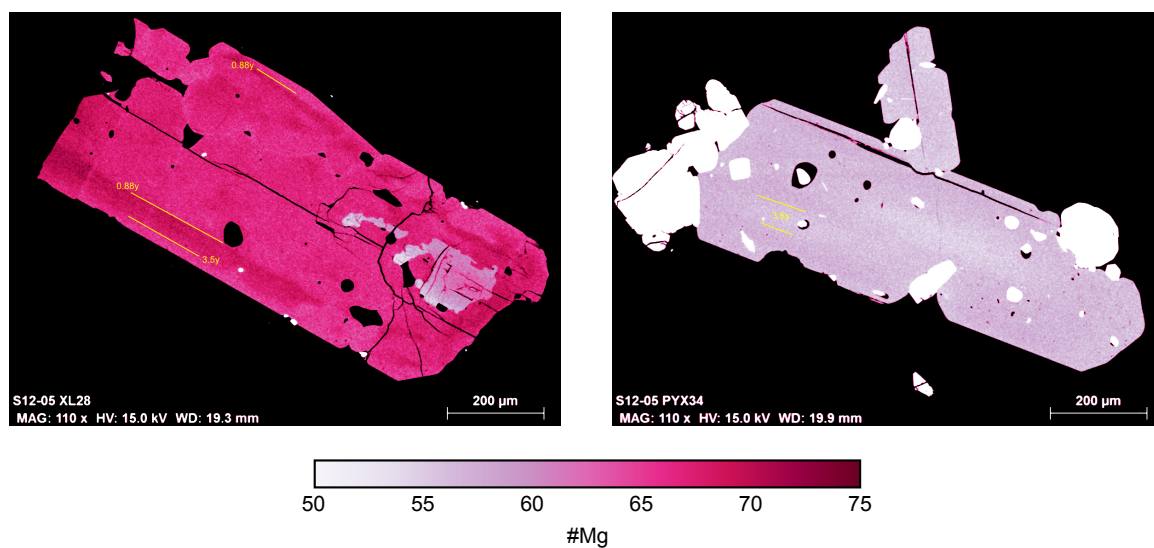 0.88y
0.88y
3.5y
S12-05 XL28
MAG: 110 x HV: 15.0 kV WD: 19.3 mm
200 µm
3.5y
S12-05 PYX34
MAG: 110 x HV: 15.0 kV WD: 19.9 mm
200 µm
50 55 60 65 70 75
#Mg